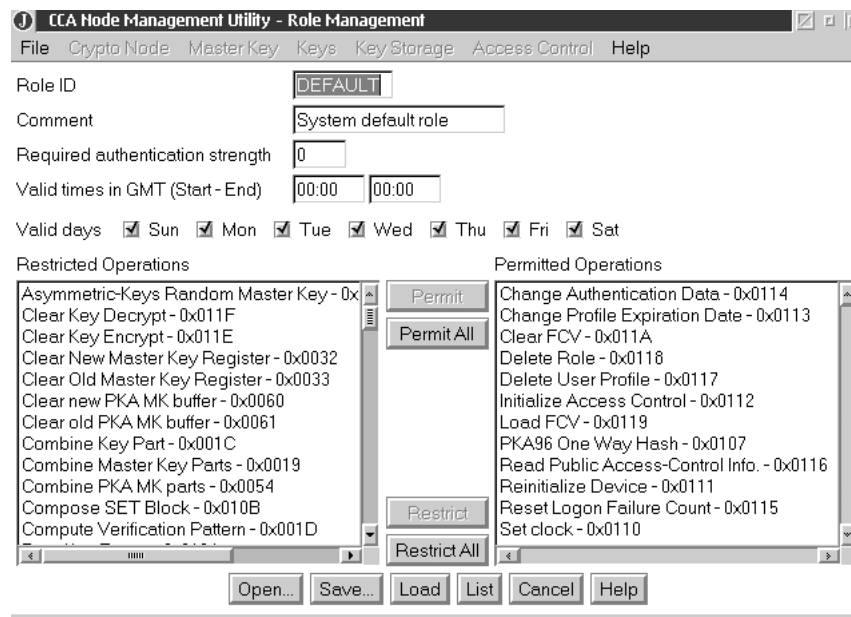 CCA Node Management Utility - Role Management
File Crypto Node Master Key Keys Key Storage Access Control Help
Role ID DEFAULT
Comment System default role
Required authentication strength 0
Valid times in GMT (Start - End) 00:00 00:00
Valid days Sun Mon Tue Wed Thu Fri Sat
Restricted Operations
Asymmetric-Keys Random Master Key - 0x
Clear Key Decrypt - 0x011F
Clear Key Encrypt - 0x011E
Clear New Master Key Register - 0x0032
Clear Old Master Key Register - 0x0033
Clear new PKA MK buffer - 0x0060
Clear old PKA MK buffer - 0x0061
Combine Key Part - 0x001C
Combine Master Key Parts - 0x0019
Combine PKA MK parts - 0x0054
Compose SET Block - 0x010B
Compute Verification Pattern - 0x001D
Permit
Permit All
Restrict
Restrict All
Permitted Operations
Change Authentication Data - 0x0114
Change Profile Expiration Date - 0x0113
Clear FCV - 0x011A
Delete Role - 0x0118
Delete User Profile - 0x0117
Initialize Access Control - 0x0112
Load FCV - 0x0119
PKA96 One Way Hash - 0x0107
Read Public Access-Control Info. - 0x0116
Reinitialize Device - 0x0111
Reset Logon Failure Count - 0x0115
Set clock - 0x0110
Open... Save... Load List Cancel Help